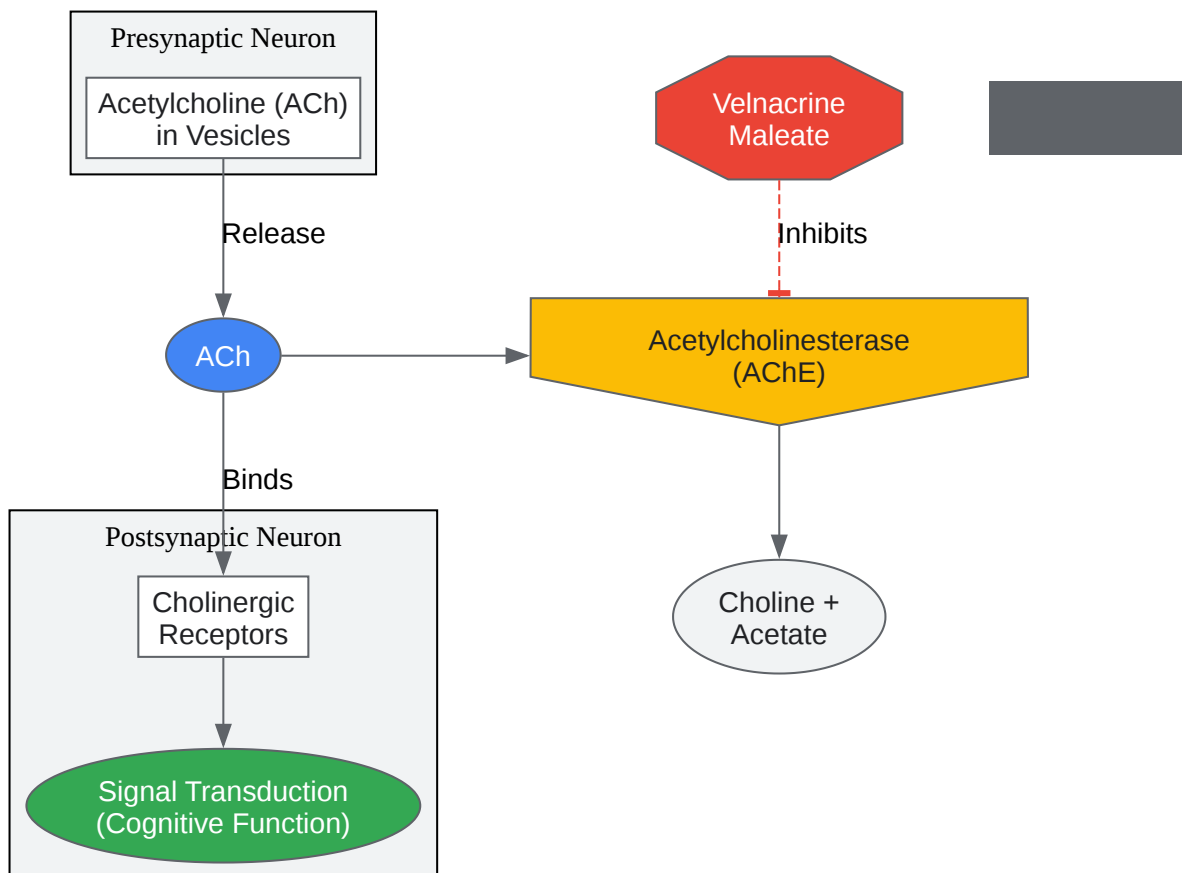 Presynaptic Neuron
Acetylcholine (ACh)
in Vesicles
Velnacrine
Maleate
Release
Inhibits
ACh
Acetylcholinesterase
(AChE)
Binds
Postsynaptic Neuron
Cholinergic
Receptors
Choline +
Acetate
Signal Transduction
(Cognitive Function)